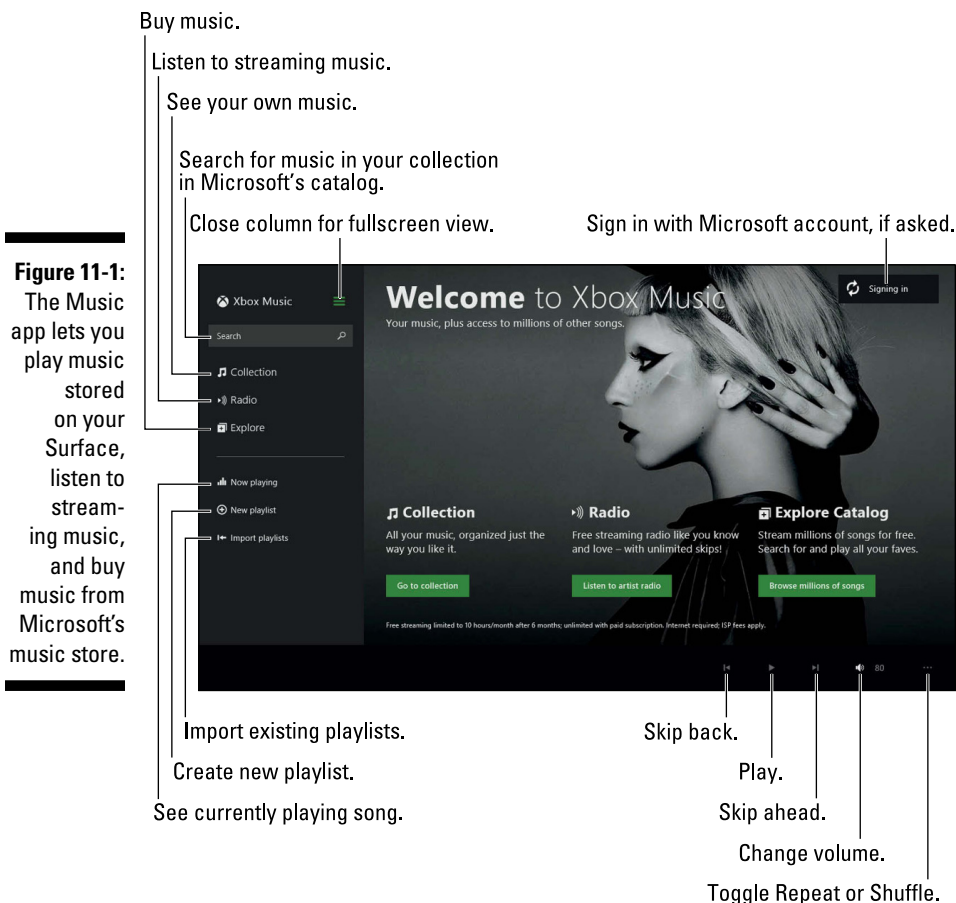 Buy music.
Listen to streaming music.
See your own music.
Search for music in your collection
in Microsoft's catalog.
Close column for fullscreen view.
Sign in with Microsoft account, if asked.
Figure 11-1:
The Music
app lets you
play music
stored
on your
Surface,
listen to
stream-
ing music,
and buy
music from
Microsoft's
music store.
Xbox Music
Search
Collection
Radio
Explore
Now playing
New playlist
Import playlists
Welcome to Xbox Music
Your music, plus access to millions of other songs.
Signing in
Collection
All your music, organized just the
way you like it.
Go to collection
Radio
Free streaming radio like you know
and love – with unlimited skips!
Listen to artist radio
Explore Catalog
Stream millions of songs for free.
Search for and play all your faves.
Browse millions of songs
Free streaming limited to 10 hours/month after 6 months; unlimited with paid subscription. Internet required; ISP fees apply.
80
Import existing playlists.
Create new playlist.
See currently playing song.
Skip back.
Play.
Skip ahead.
Change volume.
Toggle Repeat or Shuffle.